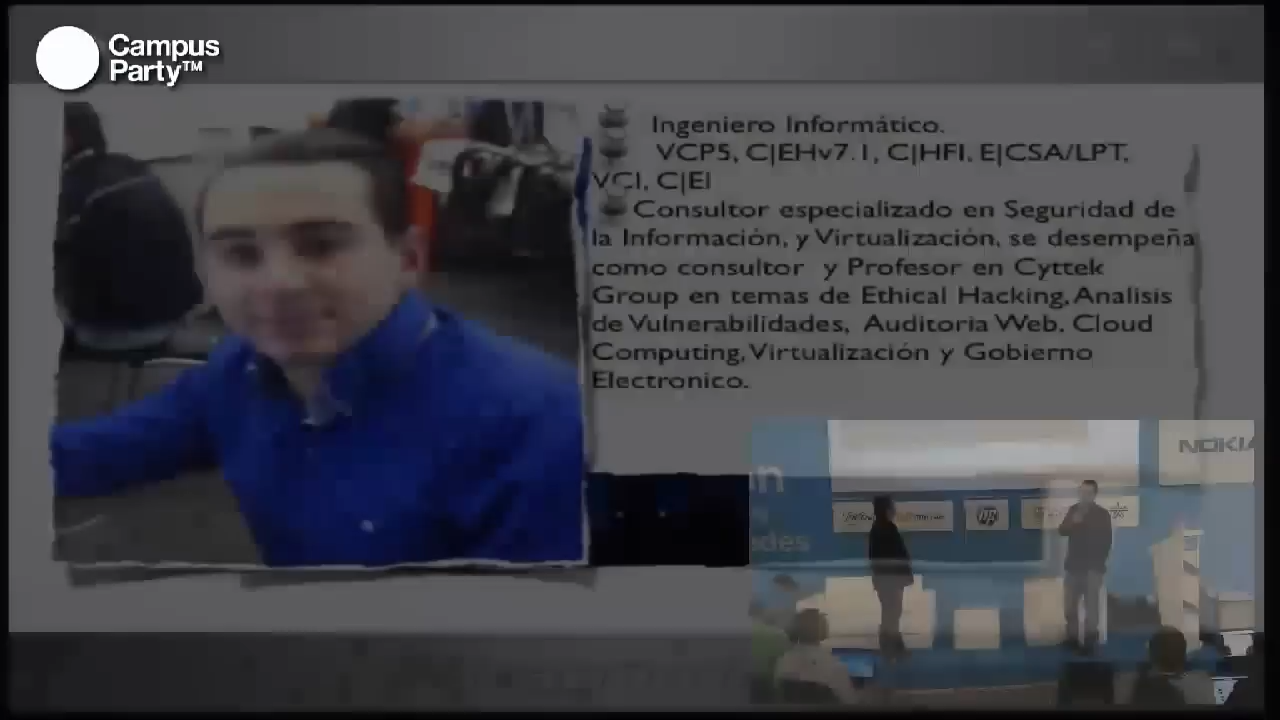 Campus
Party™
Ingeniero Informático.
VCP5, C|EHv7.1, C|HFI, E|CSA/LPT,
VCI, C|EI
Consultor especializado en Seguridad de
la Información, y Virtualización, se desempeña
como consultor y Profesor en Cyttek
Group en temas de Ethical Hacking, Analisis
de Vulnerabilidades, Auditoria Web. Cloud
Computing, Virtualización y Gobierno
Electronico.
NOKIA
hp